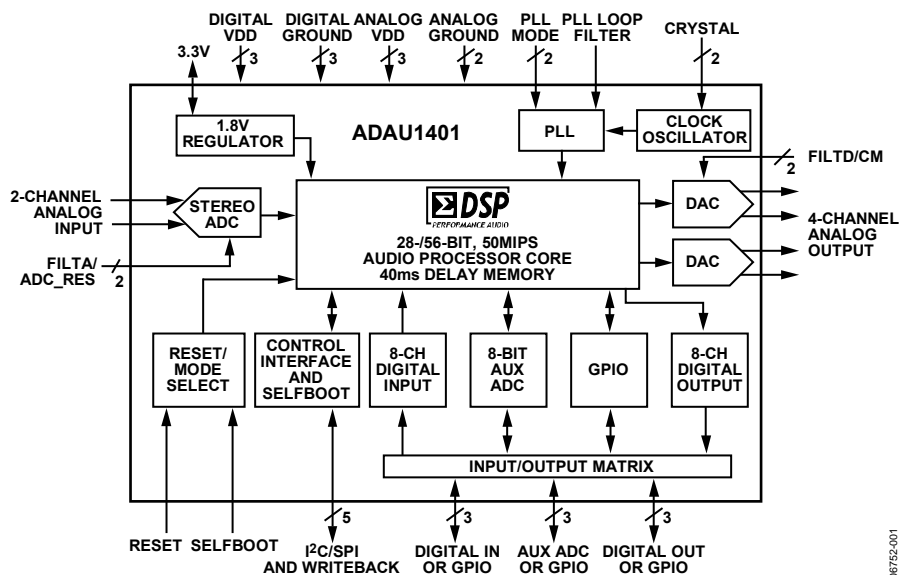 DIGITAL
VDD
DIGITAL
GROUND
ANALOG
VDD
ANALOG
GROUND
PLL
MODE
PLL LOOP
FILTER
CRYSTAL
3.3V
3
3
3
2
2
2
1.8V
REGULATOR
ADAU1401
PLL
CLOCK
OSCILLATOR
FILTD/CM
2
2-CHANNEL
ANALOG
INPUT
STEREO
ADC
FILTA/
ADC_RES
2
ΣDSP
PERFORMANCE AUDIO
28-/56-BIT, 50MIPS
AUDIO PROCESSOR CORE
40ms DELAY MEMORY
DAC
DAC
4-CHANNEL
ANALOG
OUTPUT
RESET/
MODE
SELECT
CONTROL
INTERFACE
AND
SELFBOOT
8-CH
DIGITAL
INPUT
8-BIT
AUX
ADC
GPIO
8-CH
DIGITAL
OUTPUT
INPUT/OUTPUT MATRIX
5
3
3
3
RESET
SELFBOOT
I²C/SPI
AND WRITEBACK
DIGITAL IN
OR GPIO
AUX ADC
OR GPIO
DIGITAL OUT
OR GPIO
06752-001